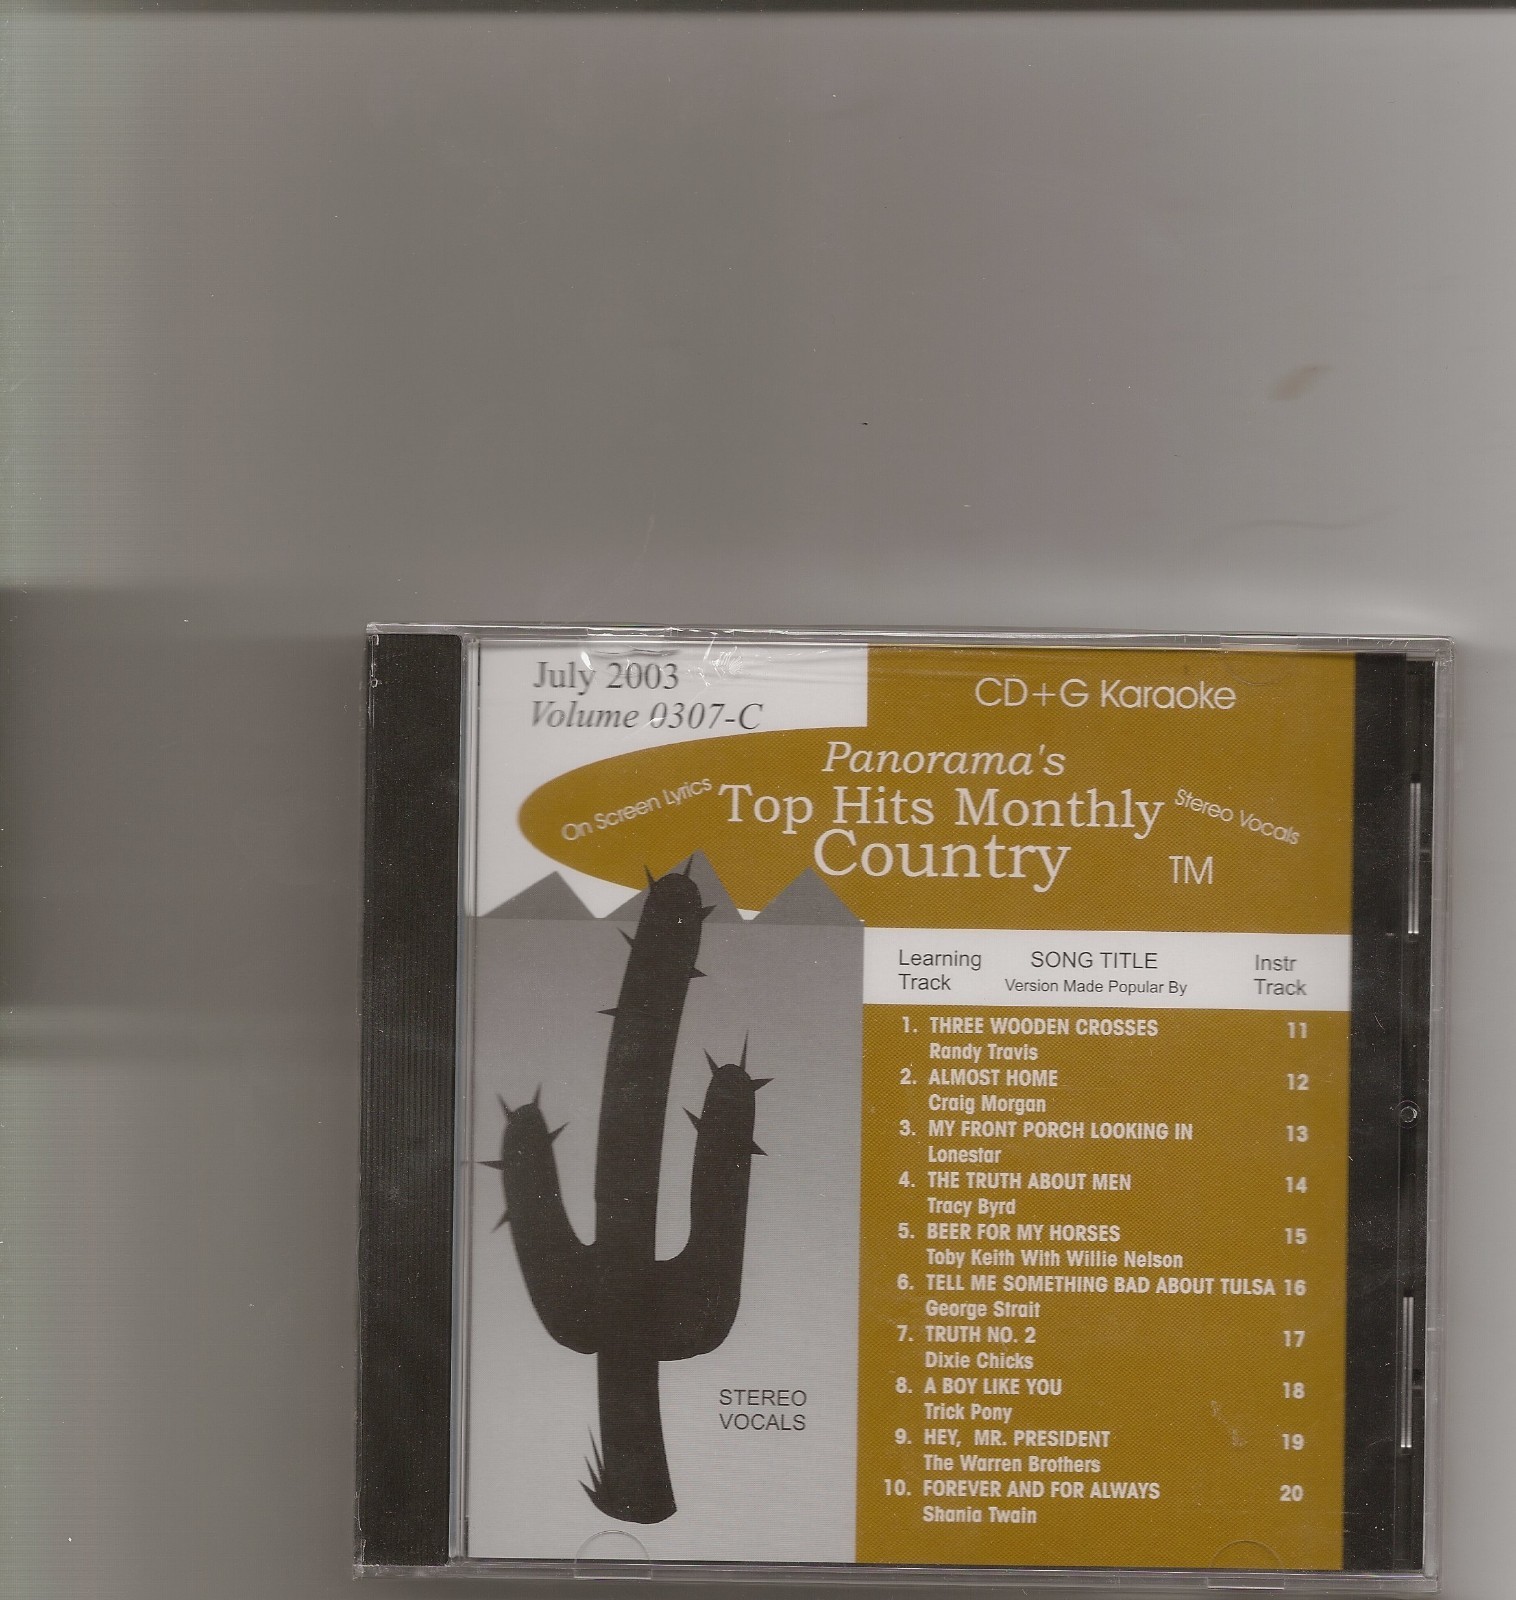 July 2003
Volume 0307-C
CD+G Karaoke
Panorama's
On Screen Lyrics
Top Hits Monthly
Stereo Vocals
Country
TM
Learning Track
SONG TITLE
Version Made Popular By
Instr Track
1. THREE WOODEN CROSSES 11
Randy Travis
2. ALMOST HOME 12
Craig Morgan
3. MY FRONT PORCH LOOKING IN 13
Lonestar
4. THE TRUTH ABOUT MEN 14
Tracy Byrd
5. BEER FOR MY HORSES 15
Toby Keith With Willie Nelson
6. TELL ME SOMETHING BAD ABOUT TULSA 16
George Strait
7. TRUTH NO. 2 17
Dixie Chicks
8. A BOY LIKE YOU 18
Trick Pony
9. HEY, MR. PRESIDENT 19
The Warren Brothers
10. FOREVER AND FOR ALWAYS 20
Shania Twain
STEREO
VOCALS